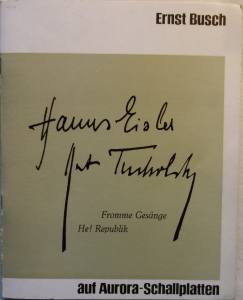 Ernst Busch
Hanns Eisler
Kurt Tucholsky
Fromme Gesänge
He! Republik
auf Aurora-Schallplatten